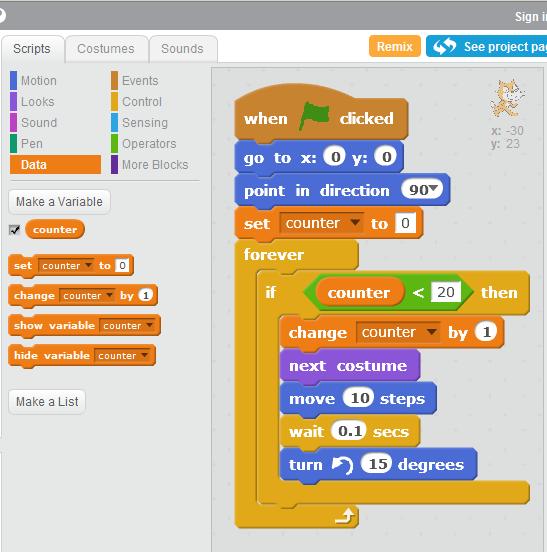 Sign i
Scripts Costumes Sounds
Remix
See project pa
Motion Events
Looks Control
Sound Sensing
Pen Operators
Data More Blocks
Make a Variable
counter
set counter to 0
change counter by 1
show variable counter
hide variable counter
Make a List
x: -30
y: 23
when clicked
go to x: 0 y: 0
point in direction 90
set counter to 0
forever
if counter < 20 then
change counter by 1
next costume
move 10 steps
wait 0.1 secs
turn 15 degrees